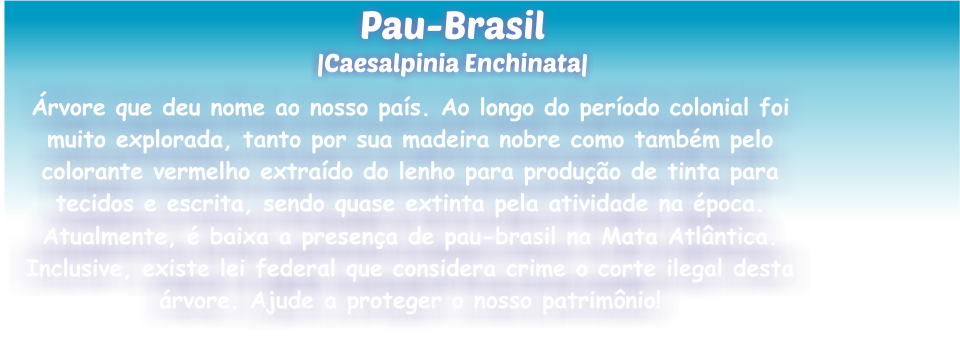 Pau-Brasil
|Caesalpinia Enchinata|
Árvore que deu nome ao nosso país. Ao longo do período colonial foi
muito explorada, tanto por sua madeira nobre como também pelo
colorante vermelho extraído do lenho para produção de tinta para
tecidos e escrita, sendo quase extinta pela atividade na época.
Atualmente, é baixa a presença de pau-brasil na Mata Atlântica.
Inclusive, existe lei federal que considera crime o corte ilegal desta
árvore. Ajude a proteger o nosso patrimônio!